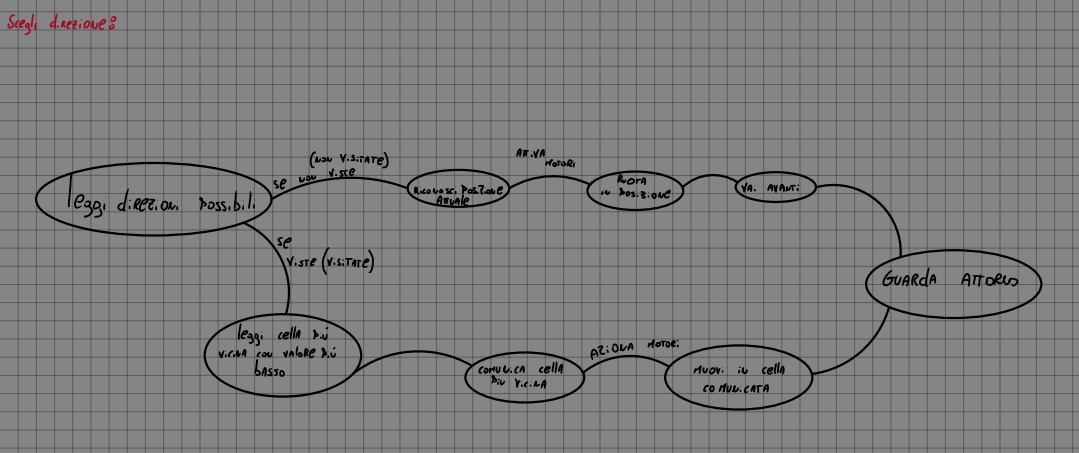 Scegli direzione:
leggi direzioni possibili
se (non visitate)
non viste
riconosci posizione
attuale
attiva
motori
ruota
in posizione
vai avanti
guarda attorno
se
viste (visitate)
leggi cella più
vicina con valore più
basso
comunica cella
più vicina
aziona motori
muovi in cella
comunicata